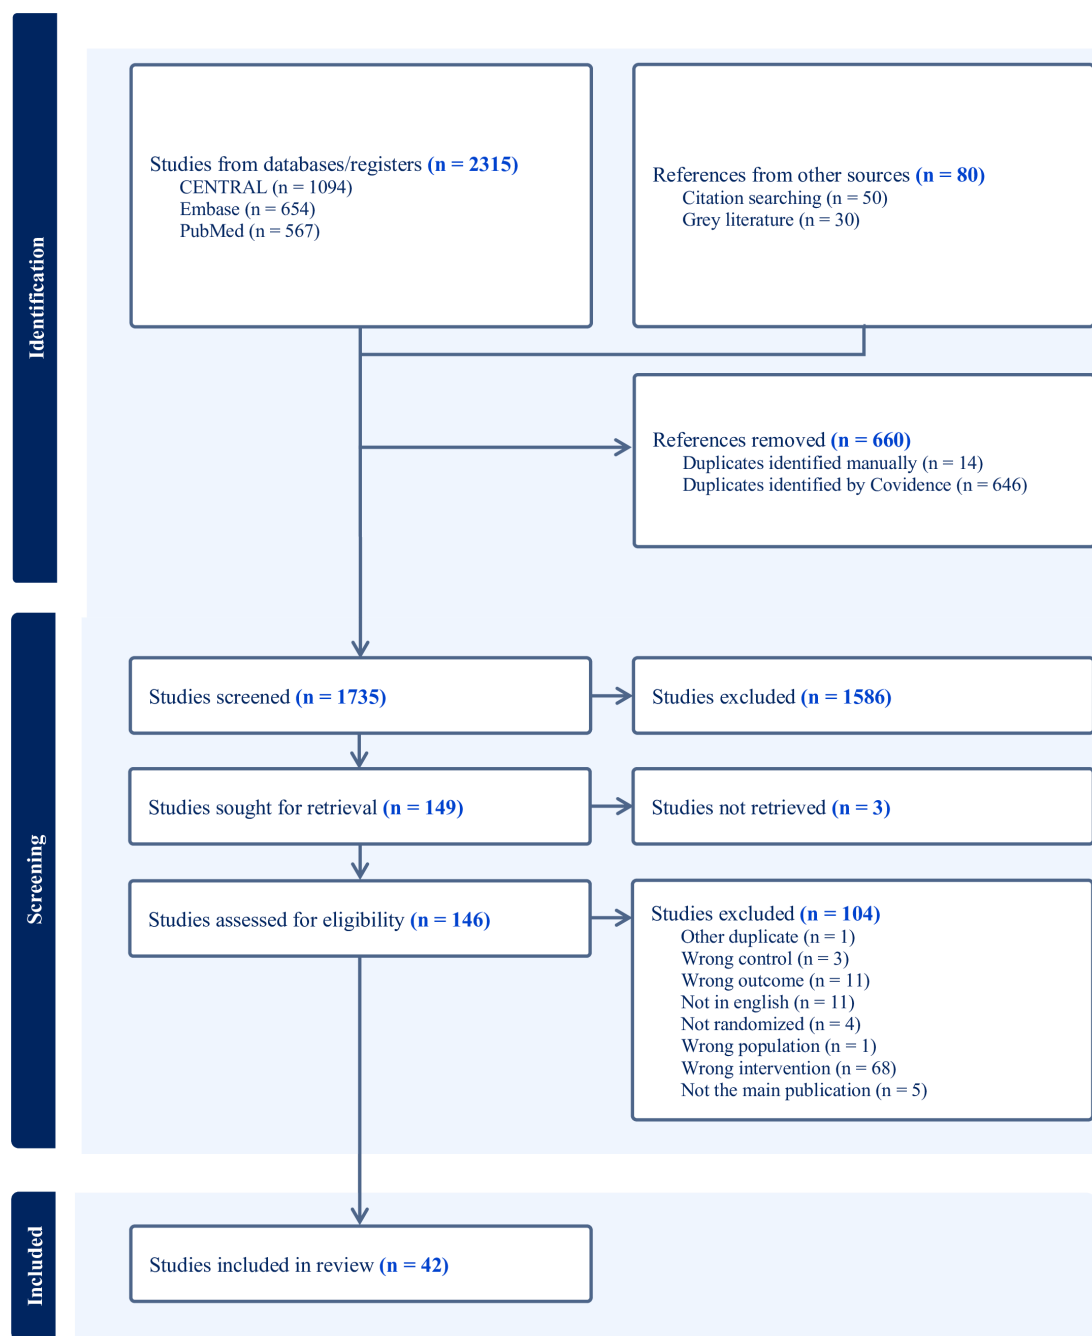 Identification
Studies from databases/registers (n = 2315)
CENTRAL (n = 1094)
Embase (n = 654)
PubMed (n = 567)
References from other sources (n = 80)
Citation searching (n = 50)
Grey literature (n = 30)
References removed (n = 660)
Duplicates identified manually (n = 14)
Duplicates identified by Covidence (n = 646)
Screening
Studies screened (n = 1735)
Studies excluded (n = 1586)
Studies sought for retrieval (n = 149)
Studies not retrieved (n = 3)
Studies assessed for eligibility (n = 146)
Studies excluded (n = 104)
Other duplicate (n = 1)
Wrong control (n = 3)
Wrong outcome (n = 11)
Not in english (n = 11)
Not randomized (n = 4)
Wrong population (n = 1)
Wrong intervention (n = 68)
Not the main publication (n = 5)
Included
Studies included in review (n = 42)